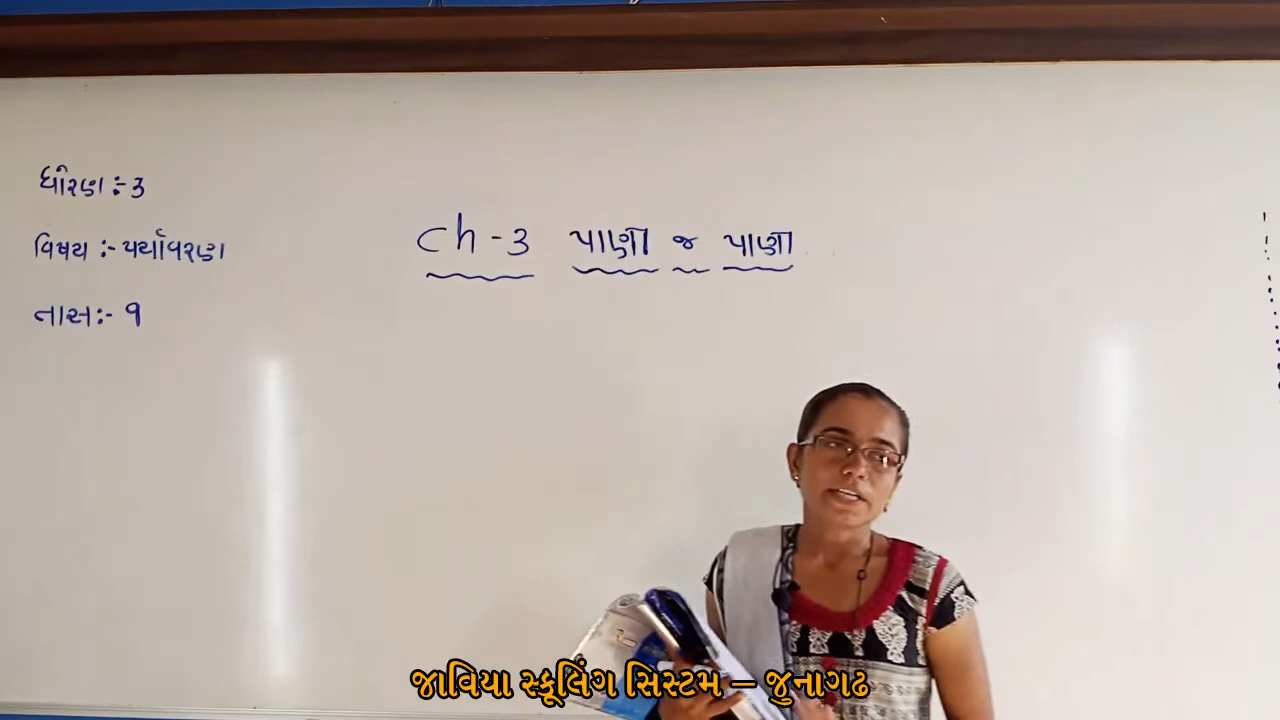 ધોરણ :- 3
વિષય :- પર્યાવરણ
તાસ:- ૧
Ch - 3 પાણી જ પાણી
જાવિયા સ્કૂલિંગ સિસ્ટમ – જુનાગઢ